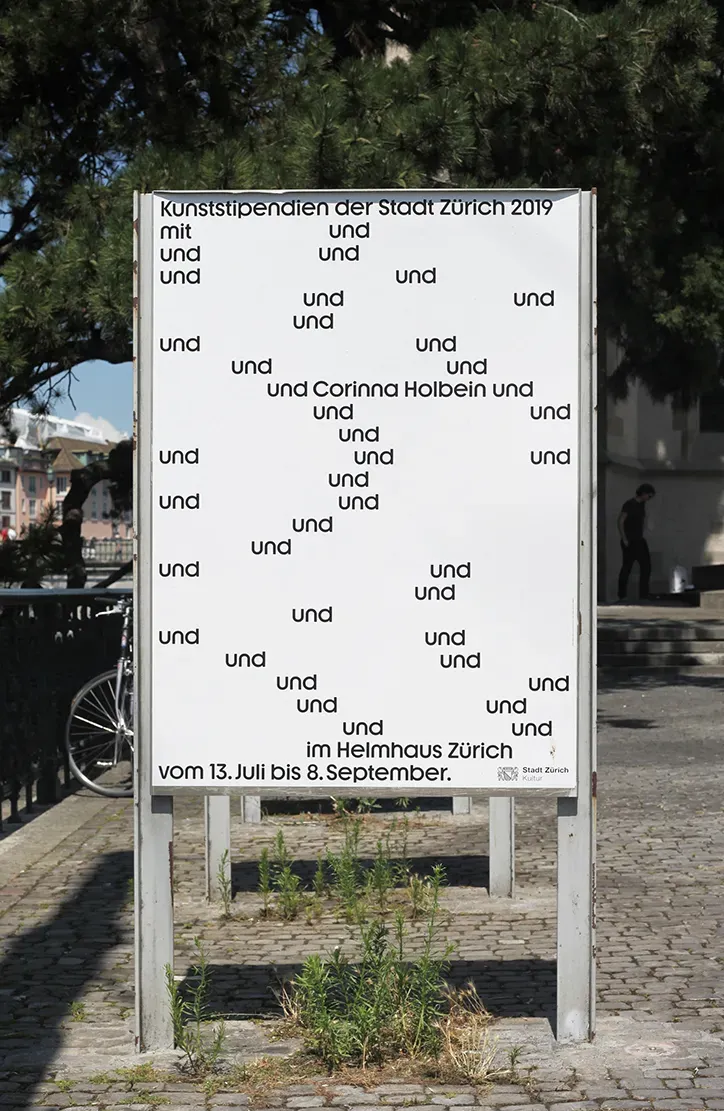 Kunststipendien der Stadt Zürich 2019
mit und
und und
und und
und und
und
und und
und und
und Corinna Holbein und
und und
und
und und und
und
und und
und
und
und und
und
und
und und
und und
und und
und und
und und
im Helmhaus Zürich
vom 13. Juli bis 8. September.
Stadt Zürich
Kultur